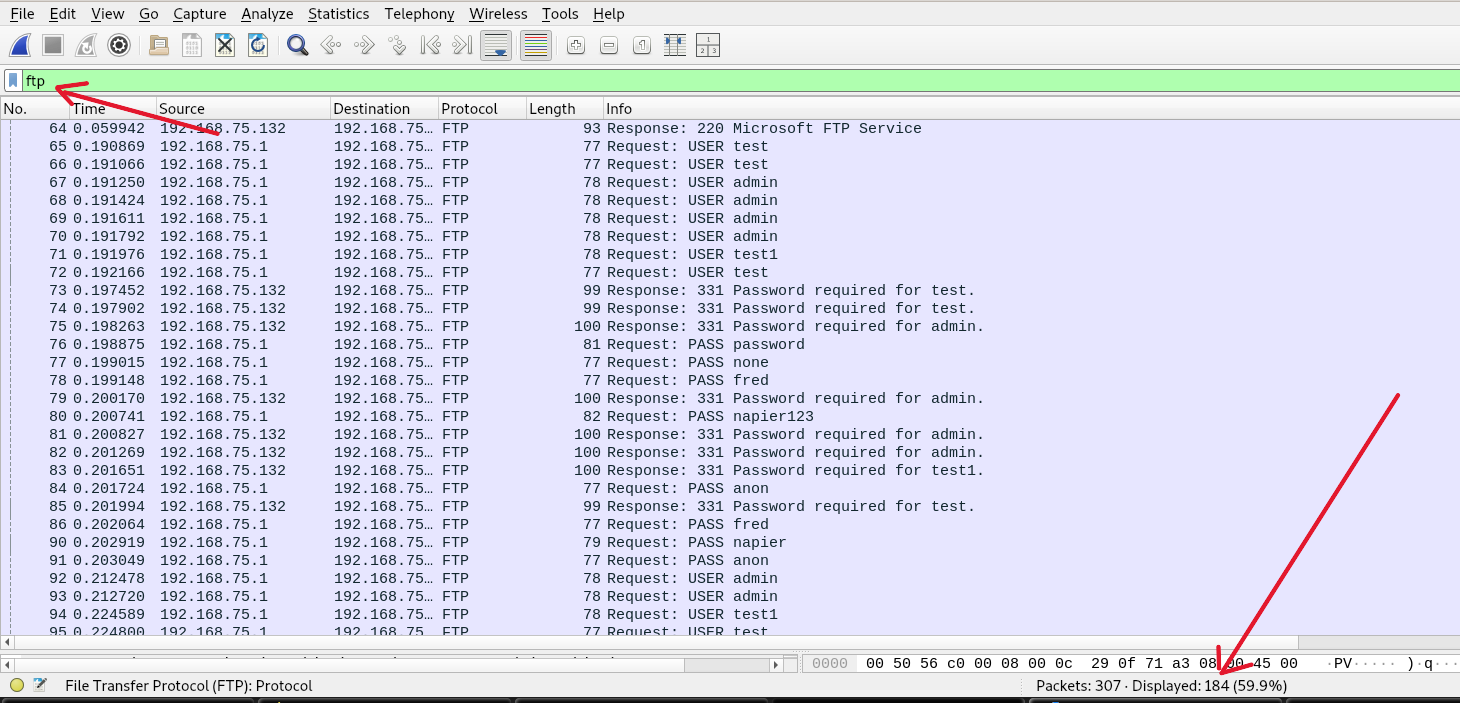 File Edit View Go Capture Analyze Statistics Telephony Wireless Tools Help
ftp
No. Time Source Destination Protocol Length Info
64 0.059942 192.168.75.132 192.168.75… FTP 93 Response: 220 Microsoft FTP Service
65 0.190869 192.168.75.1 192.168.75… FTP 77 Request: USER test
66 0.191066 192.168.75.1 192.168.75… FTP 77 Request: USER test
67 0.191250 192.168.75.1 192.168.75… FTP 78 Request: USER admin
68 0.191424 192.168.75.1 192.168.75… FTP 78 Request: USER admin
69 0.191611 192.168.75.1 192.168.75… FTP 78 Request: USER admin
70 0.191792 192.168.75.1 192.168.75… FTP 78 Request: USER admin
71 0.191976 192.168.75.1 192.168.75… FTP 78 Request: USER test1
72 0.192166 192.168.75.1 192.168.75… FTP 77 Request: USER test
73 0.197452 192.168.75.132 192.168.75… FTP 99 Response: 331 Password required for test.
74 0.197902 192.168.75.132 192.168.75… FTP 99 Response: 331 Password required for test.
75 0.198263 192.168.75.132 192.168.75… FTP 100 Response: 331 Password required for admin.
76 0.198875 192.168.75.1 192.168.75… FTP 81 Request: PASS password
77 0.199015 192.168.75.1 192.168.75… FTP 77 Request: PASS none
78 0.199148 192.168.75.1 192.168.75… FTP 77 Request: PASS fred
79 0.200170 192.168.75.132 192.168.75… FTP 100 Response: 331 Password required for admin.
80 0.200741 192.168.75.1 192.168.75… FTP 82 Request: PASS napier123
81 0.200827 192.168.75.132 192.168.75… FTP 100 Response: 331 Password required for admin.
82 0.201269 192.168.75.132 192.168.75… FTP 100 Response: 331 Password required for admin.
83 0.201651 192.168.75.132 192.168.75… FTP 100 Response: 331 Password required for test1.
84 0.201724 192.168.75.1 192.168.75… FTP 77 Request: PASS anon
85 0.201994 192.168.75.132 192.168.75… FTP 99 Response: 331 Password required for test.
86 0.202064 192.168.75.1 192.168.75… FTP 77 Request: PASS fred
90 0.202919 192.168.75.1 192.168.75… FTP 79 Request: PASS napier
91 0.203049 192.168.75.1 192.168.75… FTP 77 Request: PASS anon
92 0.212478 192.168.75.1 192.168.75… FTP 78 Request: USER admin
93 0.212720 192.168.75.1 192.168.75… FTP 78 Request: USER admin
94 0.224589 192.168.75.1 192.168.75… FTP 78 Request: USER test1
95 0.224800 192.168.75.1 192.168.75 FTP 77 Request: USER test
0000 00 50 56 c0 00 08 00 0c 29 0f 71 a3 08 00 45 00 ·PV····· )·q···
File Transfer Protocol (FTP): Protocol Packets: 307 · Displayed: 184 (59.9%)